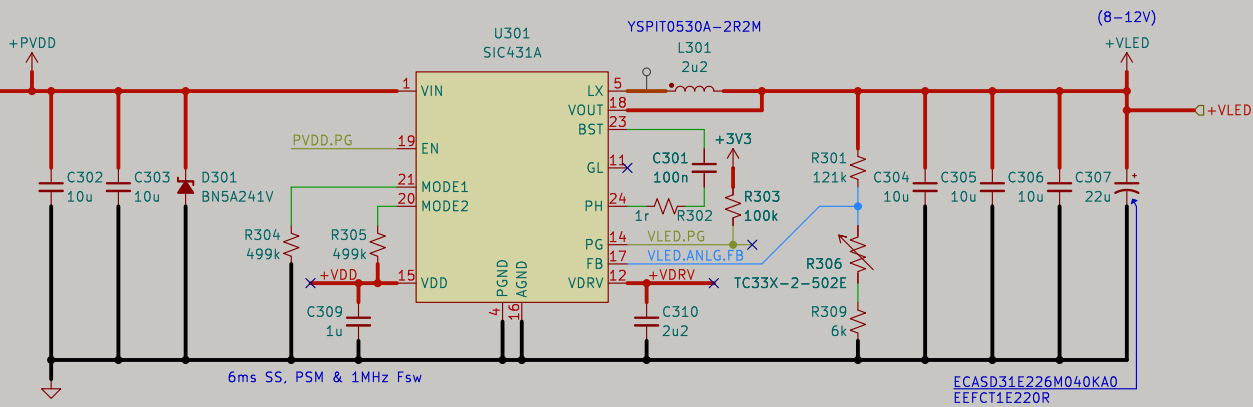 (8-12V)
+PVDD
U301
SIC431A
YSPIT0530A-2R2M
L301
2u2
+VLED
1
VIN
LX
5
VOUT
18
BST
23
+VLED
PVDD.PG
19
EN
GL
11
C301
100n
+3V3
R301
121k
C302
10u
C303
10u
D301
BN5A241V
21
MODE1
20
MODE2
PH
24
1r
R302
R303
100k
C304
10u
C305
10u
C306
10u
C307
22u
+
R304
499k
R305
499k
PG
14
VLED.PG
FB
17
VLED.ANLG.FB
R306
TC33X-2-502E
+VDD
15
VDD
PGND
AGND
VDRV
12
+VDRV
4
16
C309
1u
C310
2u2
R309
6k
6ms SS, PSM & 1MHz Fsw
ECASD31E226M040KA0
EEFCT1E220R